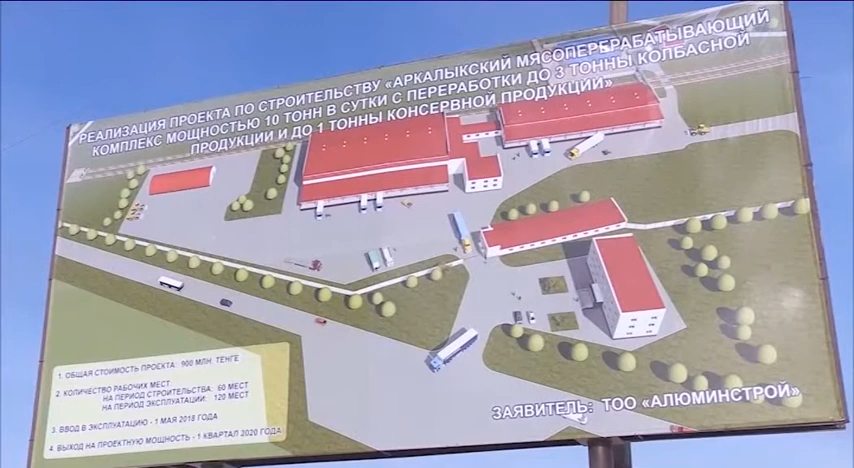 РЕАЛИЗАЦИЯ ПРОЕКТА ПО СТРОИТЕЛЬСТВУ «АРКАЛЫКСКИЙ МЯСОПЕРЕРАБАТЫВАЮЩИЙ
КОМПЛЕКС МОЩНОСТЬЮ 10 ТОНН В СУТКИ С ПЕРЕРАБОТКИ ДО 3 ТОННЫ КОЛБАСНОЙ
ПРОДУКЦИИ И ДО 1 ТОННЫ КОНСЕРВНОЙ ПРОДУКЦИИ»
1. ОБЩАЯ СТОИМОСТЬ ПРОЕКТА: 900 МЛН. ТЕНГЕ
2. КОЛИЧЕСТВО РАБОЧИХ МЕСТ
НА ПЕРИОД СТРОИТЕЛЬСТВА: 60 МЕСТ
НА ПЕРИОД ЭКСПЛУАТАЦИИ: 120 МЕСТ
3. ВВОД В ЭКСПЛУАТАЦИЮ - 1 МАЯ 2018 ГОДА
4. ВЫХОД НА ПРОЕКТНУЮ МОЩНОСТЬ - 1 КВАРТАЛ 2020 ГОДА
ЗАЯВИТЕЛЬ: ТОО «АЛЮМИНСТРОЙ»